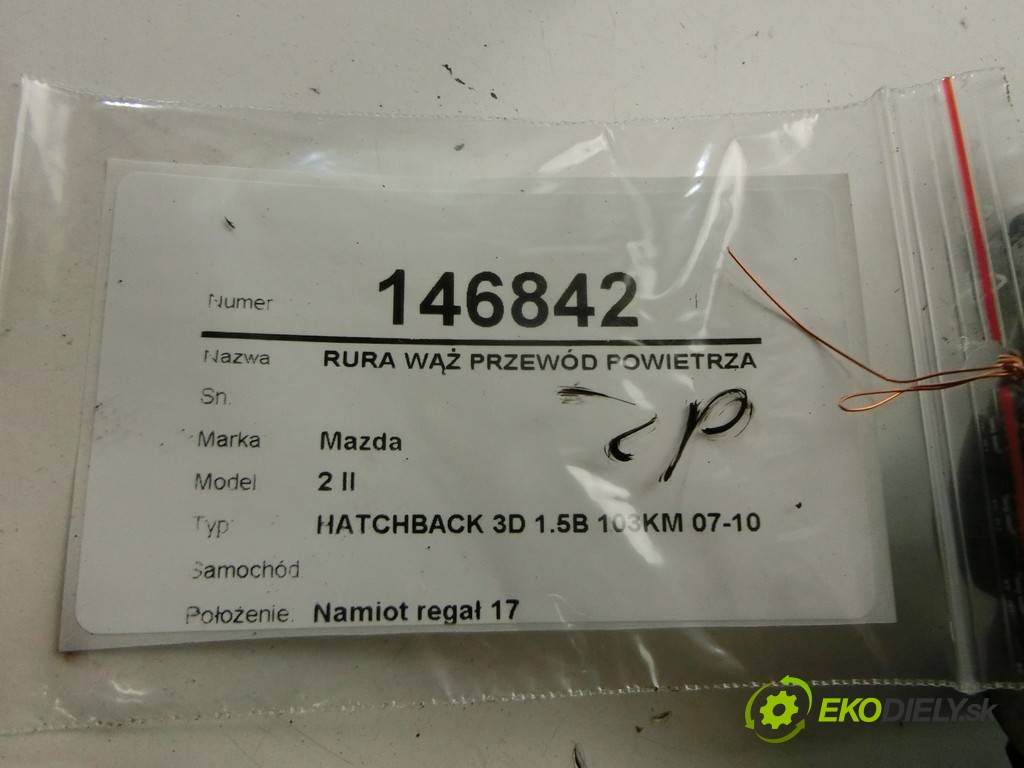 Numer 146842
Nazwa RURA WĄŻ PRZEWÓD POWIETRZA
Sn.
Marka Mazda
Model 2 II
Typ: HATCHBACK 3D 1.5B 103KM 07-10
Samochód
Położenie. Namiot regał 17
EKODIELY.sk